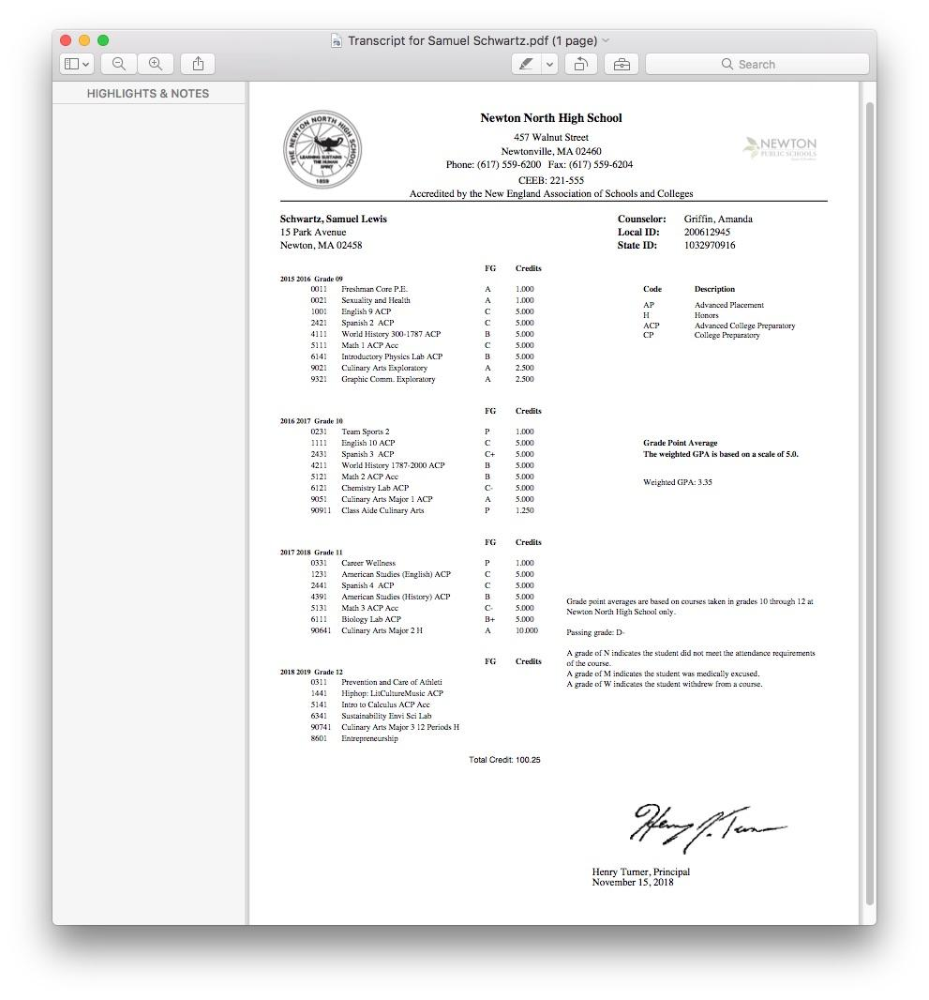 Transcript for Samuel Schwartz.pdf (1 page)
Search
HIGHLIGHTS & NOTES
THE NEWTON NORTH HIGH SCHOOL
LEARNING SUSTAINS
THE HUMAN
SPIRIT
1859
Newton North High School
457 Walnut Street
Newtonville, MA 02460
Phone: (617) 559-6200 Fax: (617) 559-6204
CEEB: 221-555
Accredited by the New England Association of Schools and Colleges
NEWTON
PUBLIC SCHOOLS
Schwartz, Samuel Lewis
15 Park Avenue
Newton, MA 02458
Counselor: Griffin, Amanda
Local ID: 200612945
State ID: 1032970916
FG Credits
2015 2016 Grade 09
0011 Freshman Core P.E. A 1.000
0021 Sexuality and Health A 1.000
1001 English 9 ACP C 5.000
2421 Spanish 2 ACP C 5.000
4111 World History 300-1787 ACP B 5.000
5111 Math 1 ACP Acc C 5.000
6141 Introductory Physics Lab ACP B 5.000
9021 Culinary Arts Exploratory A 2.500
9321 Graphic Comm. Exploratory A 2.500
Code Description
AP Advanced Placement
H Honors
ACP Advanced College Preparatory
CP College Preparatory
FG Credits
2016 2017 Grade 10
0231 Team Sports 2 P 1.000
1111 English 10 ACP C 5.000
2431 Spanish 3 ACP C+ 5.000
4211 World History 1787-2000 ACP B 5.000
5121 Math 2 ACP Acc B 5.000
6121 Chemistry Lab ACP C- 5.000
9051 Culinary Arts Major 1 ACP A 5.000
90911 Class Aide Culinary Arts P 1.250
Grade Point Average
The weighted GPA is based on a scale of 5.0.
Weighted GPA: 3.35
FG Credits
2017 2018 Grade 11
0331 Career Wellness P 1.000
1231 American Studies (English) ACP C 5.000
2441 Spanish 4 ACP C 5.000
4391 American Studies (History) ACP B 5.000
5131 Math 3 ACP Acc C- 5.000
6111 Biology Lab ACP B+ 5.000
90641 Culinary Arts Major 2 H A 10.000
Grade point averages are based on courses taken in grades 10 through 12 at
Newton North High School only.
Passing grade: D-
A grade of N indicates the student did not meet the attendance requirements
of the course.
A grade of M indicates the student was medically excused.
A grade of W indicates the student withdrew from a course.
FG Credits
2018 2019 Grade 12
0311 Prevention and Care of Athleti
1441 Hiphop: LitCultureMusic ACP
5141 Intro to Calculus ACP Acc
6341 Sustainability Envi Sci Lab
90741 Culinary Arts Major 3 12 Periods H
8601 Entrepreneurship
Total Credit: 100.25
Henry Turner, Principal
November 15, 2018